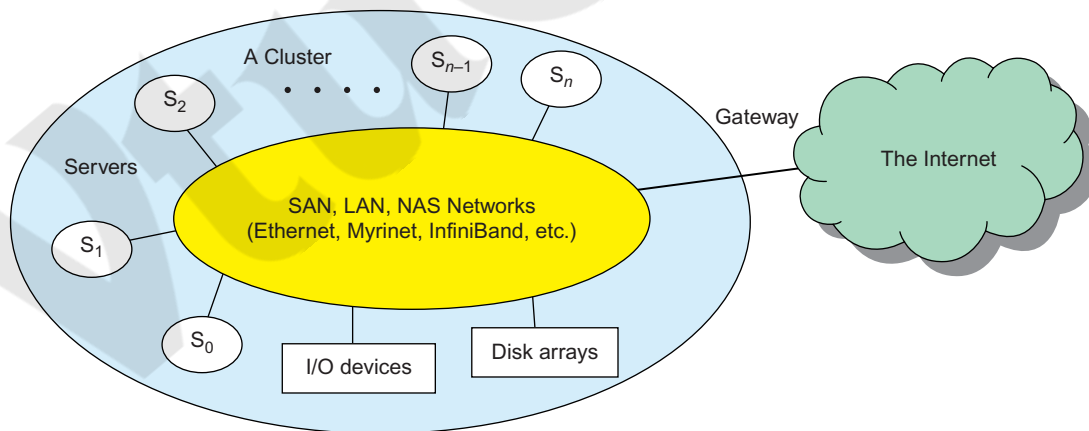 A Cluster
. . . .
S₂
Sₙ₋₁
Sₙ
Gateway
Servers
The Internet
SAN, LAN, NAS Networks
(Ethernet, Myrinet, InfiniBand, etc.)
S₁
S₀
I/O devices
Disk arrays